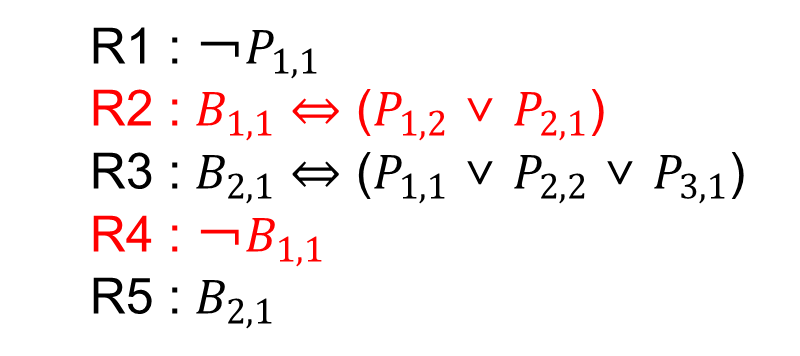 R1 : ¬P₁,₁
R2 : B₁,₁ ⇔ (P₁,₂ ∨ P₂,₁)
R3 : B₂,₁ ⇔ (P₁,₁ ∨ P₂,₂ ∨ P₃,₁)
R4 : ¬B₁,₁
R5 : B₂,₁